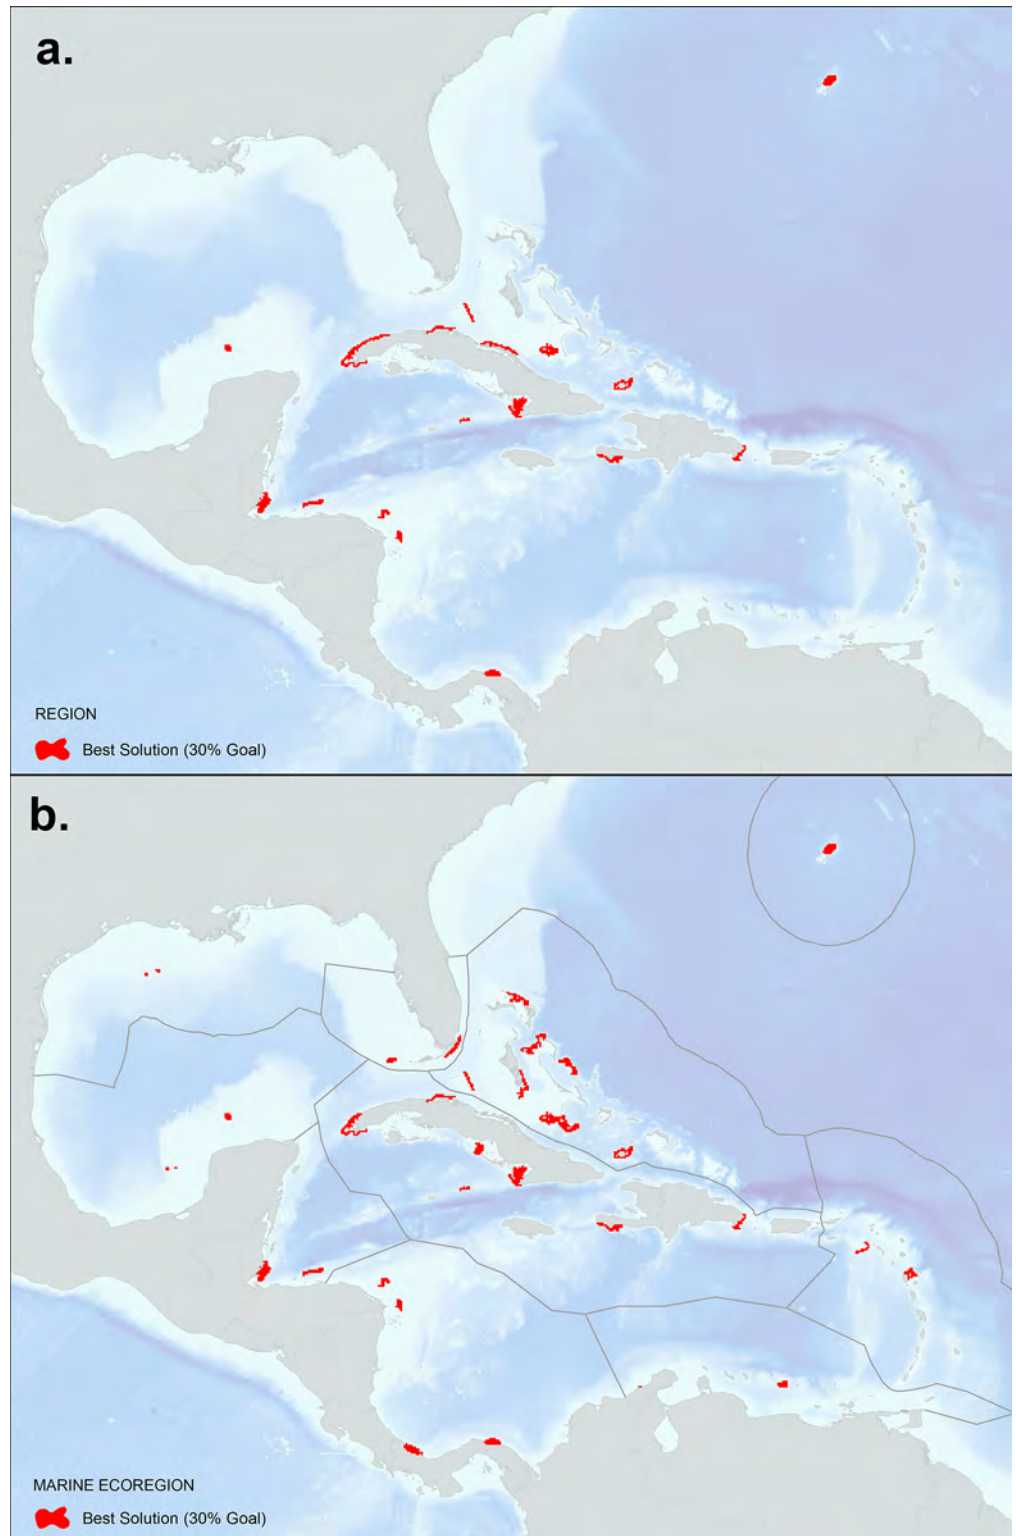 a.
REGION
Best Solution (30% Goal)
b.
MARINE ECOREGION
Best Solution (30% Goal)